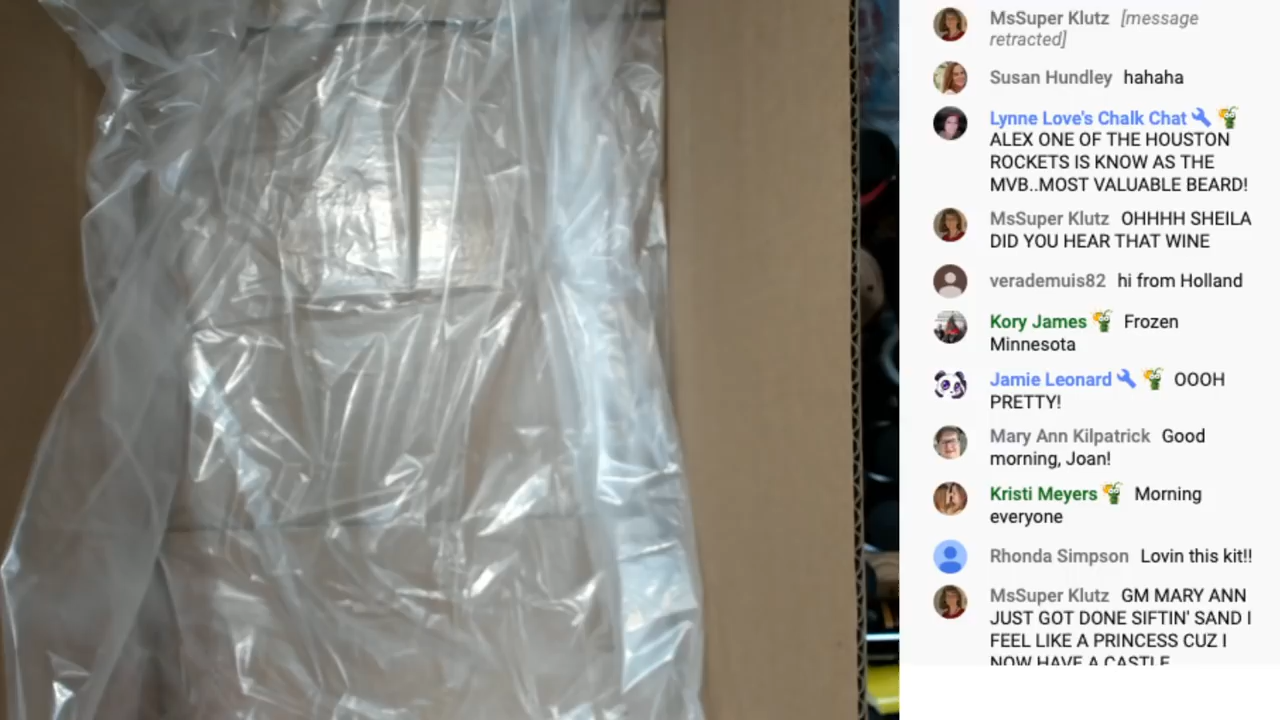 MsSuper Klutz [message
retracted]
Susan Hundley hahaha
Lynne Love's Chalk Chat
ALEX ONE OF THE HOUSTON
ROCKETS IS KNOW AS THE
MVB..MOST VALUABLE BEARD!
MsSuper Klutz OHHHH SHEILA
DID YOU HEAR THAT WINE
verademuis82 hi from Holland
Kory James Frozen
Minnesota
Jamie Leonard OOOH
PRETTY!
Mary Ann Kilpatrick Good
morning, Joan!
Kristi Meyers Morning
everyone
Rhonda Simpson Lovin this kit!!
MsSuper Klutz GM MARY ANN
JUST GOT DONE SIFTIN' SAND I
FEEL LIKE A PRINCESS CUZ I
NOW HAVE A CASTLE